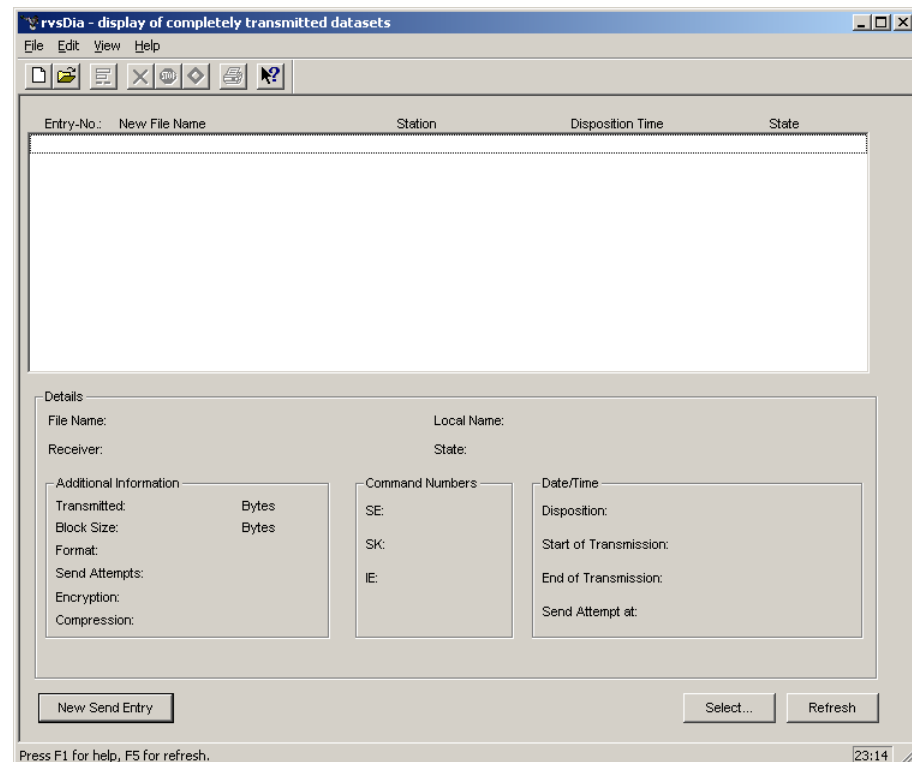 rvsDia - display of completely transmitted datasets
File Edit View Help
STOP
Entry-No.: New File Name Station Disposition Time State
Details
File Name: Local Name:
Receiver: State:
Additional Information Command Numbers Date/Time
Transmitted: Bytes SE: Disposition:
Block Size: Bytes
Format: SK: Start of Transmission:
Send Attempts: IE: End of Transmission:
Encryption:
Compression: Send Attempt at:
New Send Entry Select... Refresh
Press F1 for help, F5 for refresh. 23:14